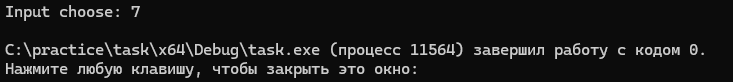 Input choose: 7
C:\practice\task\x64\Debug\task.exe (процесс 11564) завершил работу с кодом 0.
Нажмите любую клавишу, чтобы закрыть это окно: